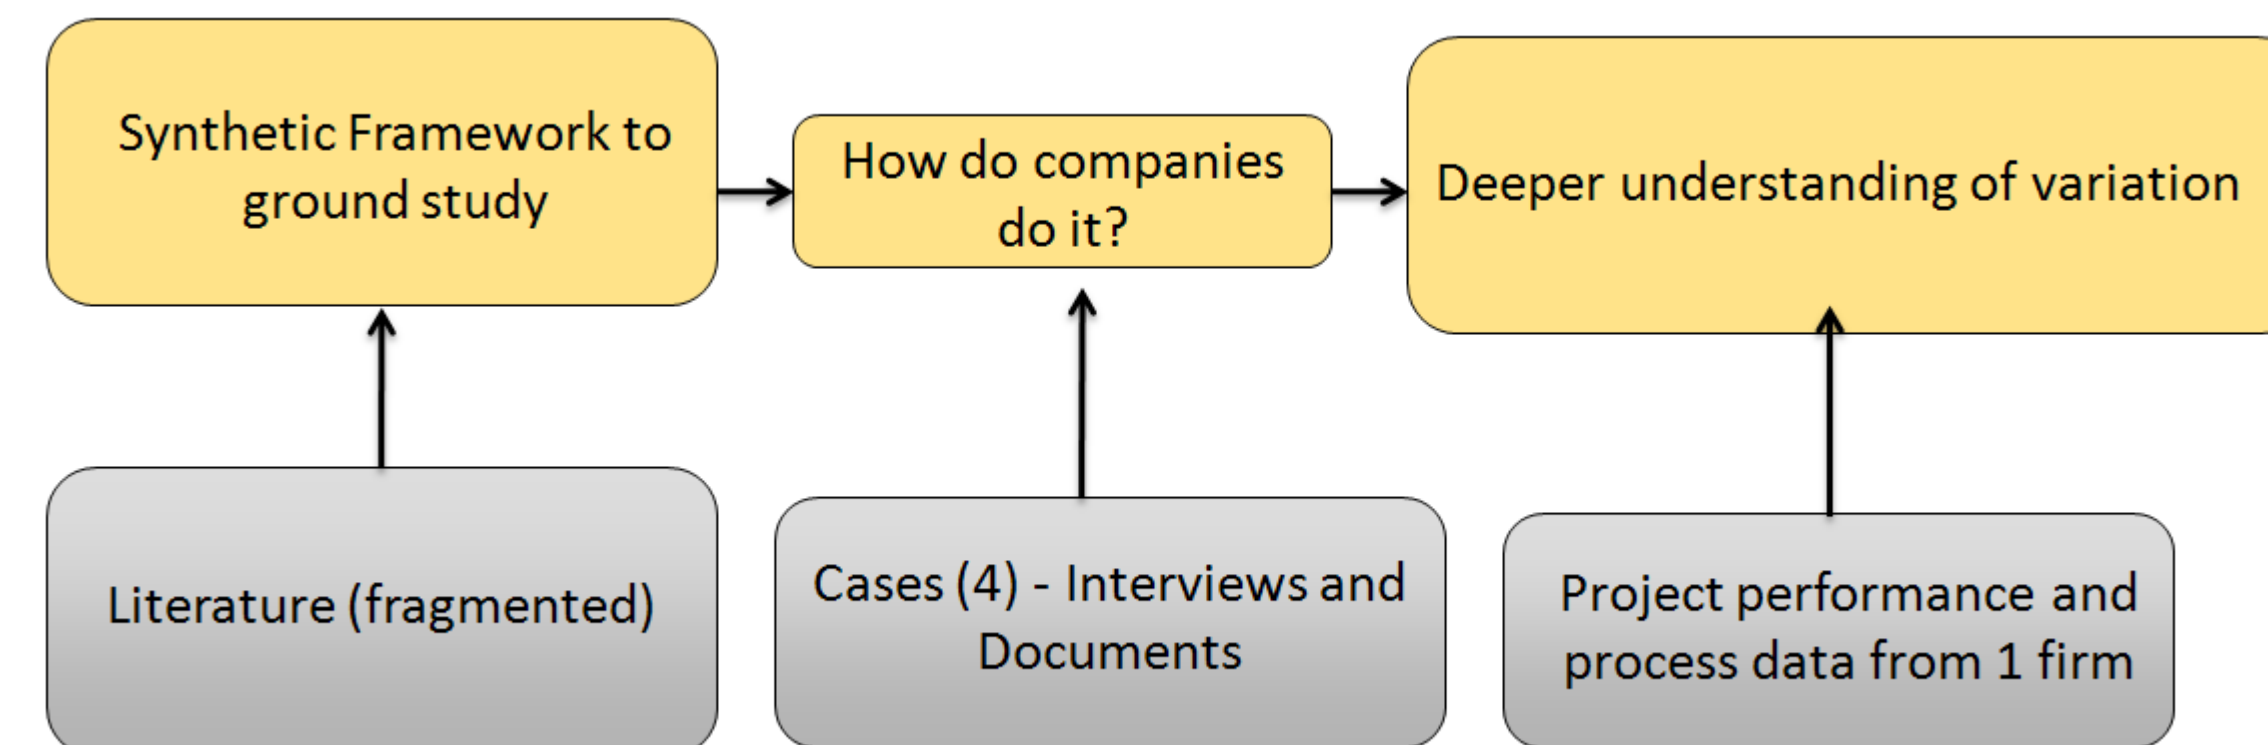 Synthetic Framework to
ground study
How do companies
do it?
Deeper understanding of variation
Literature (fragmented)
Cases (4) - Interviews and
Documents
Project performance and
process data from 1 firm